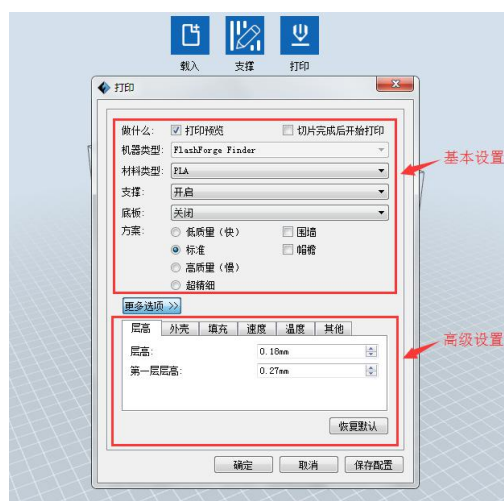 载入 支撑 打印
打印
做什么: 打印预览 切片完成后开始打印
机器类型: FlashForge Finder
材料类型: PLA
支撑: 开启
底板: 关闭
方案: 低质量(快) 围墙
标准 帽檐
高质量(慢)
超精细
基本设置
更多选项 >>
层高 外壳 填充 速度 温度 其他
层高: 0.18mm
第一层层高: 0.27mm
高级设置
恢复默认
确定 取消 保存配置